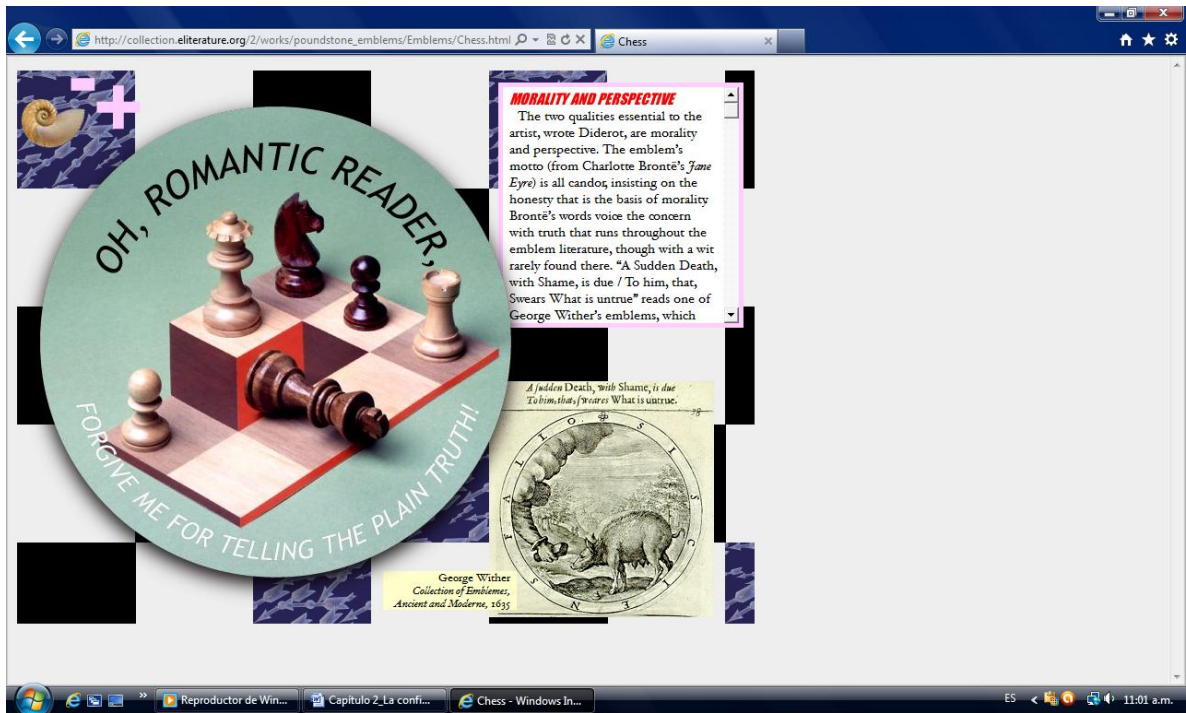 http://collection.eliterature.org/2/works/poundstone_emblems/Emblems/Chess.html
Chess
OH, ROMANTIC READER,
FORGIVE ME FOR TELLING THE PLAIN TRUTH!
MORALITY AND PERSPECTIVE
The two qualities essential to the
artist, wrote Diderot, are morality
and perspective. The emblem's
motto (from Charlotte Brontë's Jane
Eyre) is all candor, insisting on the
honesty that is the basis of morality
Brontë's words voice the concern
with truth that runs throughout the
emblem literature, though with a wit
rarely found there. “A Sudden Death,
with Shame, is due / To him, that,
Swears What is untrue” reads one of
George Wither's emblems, which
A sudden Death, with Shame, is due
To him, that, sweares What is untrue.
38
SI SCIENS FALLO.
George Wither
Collection of Emblemes,
Ancient and Moderne, 1635
Reproductor de Win...
Capítulo 2_La confi...
Chess - Windows In...
ES
11:01 a.m.